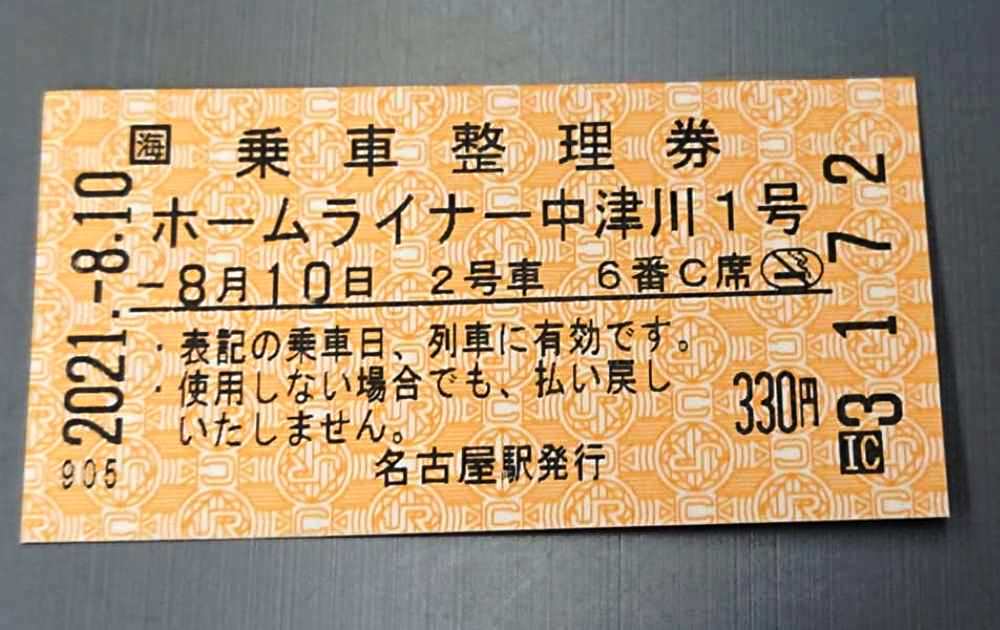 海 乗車整理券
ホームライナー中津川1号
-8月10日 2号車 6番C席
・表記の乗車日、列車に有効です。
・使用しない場合でも、払い戻し
いたしません。
330円
名古屋駅発行
2021.-8.10
905
IC 3172